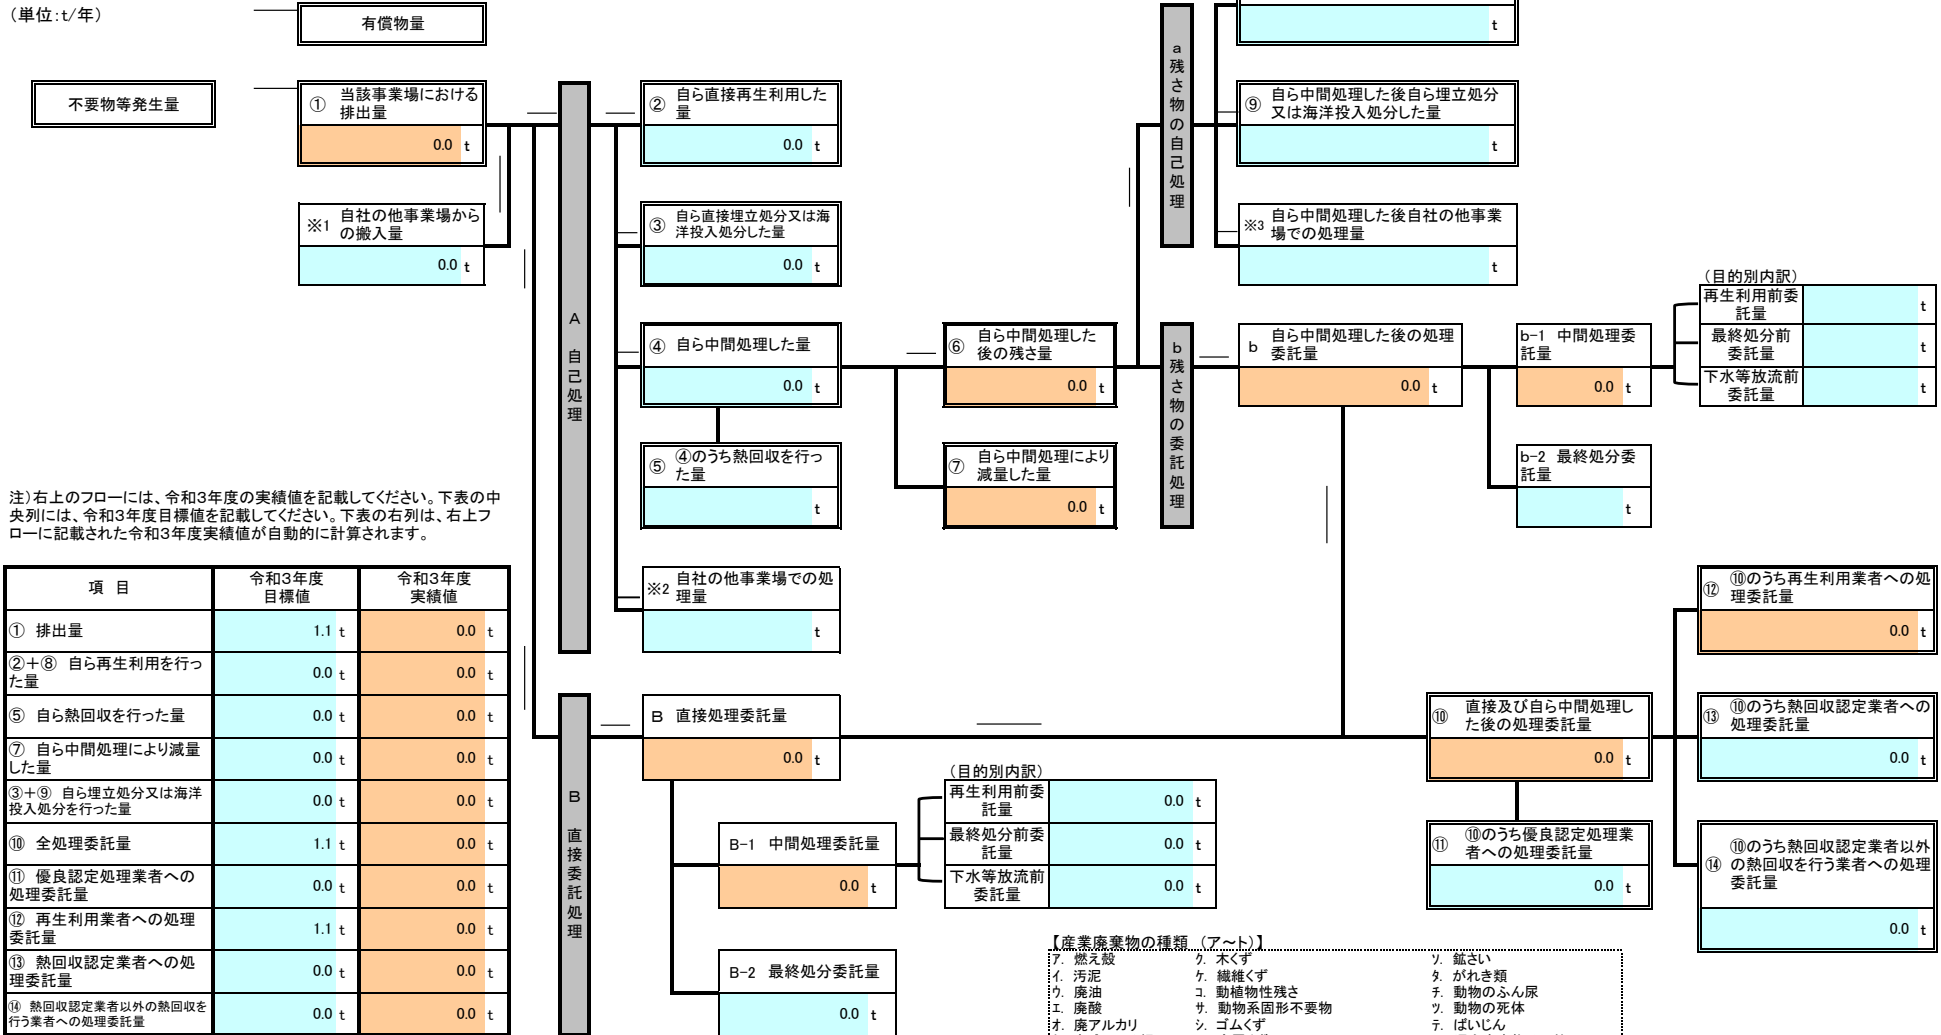 (単位:t/年)
有償物量
t
不要物等発生量
① 当該事業場における
排出量
0.0 t
※1 自社の他事業場から
の搬入量
0.0 t
A 自己処理
② 自ら直接再生利用した
量
0.0 t
③ 自ら直接埋立処分又は海
洋投入処分した量
0.0 t
④ 自ら中間処理した量
0.0 t
⑤ ④のうち熱回収を行っ
た量
t
※2 自社の他事業場での処
理量
t
⑥ 自ら中間処理した
後の残さ量
0.0 t
⑦ 自ら中間処理により
減量した量
0.0 t
a 残さ物の自己処理
⑨ 自ら中間処理した後自ら埋立処分
又は海洋投入処分した量
t
※3 自ら中間処理した後自社の他事業
場での処理量
t
b 残さ物の委託処理
b 自ら中間処理した後の処理
委託量
0.0 t
b-1 中間処理委
託量
0.0 t
b-2 最終処分委
託量
t
(目的別内訳)
再生利用前委
託量
t
最終処分前
委託量
t
下水等放流前
委託量
t
注)右上のフローには、令和3年度の実績値を記載してください。下表の中
央列には、令和3年度目標値を記載してください。下表の右列は、右上フ
ローに記載された令和3年度実績値が自動的に計算されます。
項 目 令和3年度
目標値 令和3年度
実績値
① 排出量 1.1 t 0.0 t
②+⑧ 自ら再生利用を行っ
た量 0.0 t 0.0 t
⑤ 自ら熱回収を行った量 0.0 t 0.0 t
⑦ 自ら中間処理により減量
した量 0.0 t 0.0 t
③+⑨ 自ら埋立処分又は海洋
投入処分を行った量 0.0 t 0.0 t
⑩ 全処理委託量 1.1 t 0.0 t
⑪ 優良認定処理業者への
処理委託量 0.0 t 0.0 t
⑫ 再生利用業者への処理
委託量 1.1 t 0.0 t
⑬ 熱回収認定業者への処
理委託量 0.0 t 0.0 t
⑭ 熱回収認定業者以外の熱回収を
行う業者への処理委託量 0.0 t 0.0 t
B 直接委託処理
B 直接処理委託量
0.0 t
B-1 中間処理委託量
0.0 t
B-2 最終処分委託量
0.0 t
(目的別内訳)
再生利用前委
託量
0.0 t
最終処分前委
託量
0.0 t
下水等放流前
委託量
0.0 t
⑩ 直接及び自ら中間処理し
た後の処理委託量
0.0 t
⑪ ⑩のうち優良認定処理業
者への処理委託量
0.0 t
⑫ ⑩のうち再生利用業者への処
理委託量
0.0 t
⑬ ⑩のうち熱回収認定業者への
処理委託量
0.0 t
⑭ ⑩のうち熱回収認定業者以外
の熱回収を行う業者への処理
委託量
0.0 t
【産業廃棄物の種類 (ア~ト)】
ア. 燃え殻 ク. 木くず ソ. 鉱さい
イ. 汚泥 ケ. 繊維くず タ. がれき類
ウ. 廃油 コ. 動植物性残さ チ. 動物のふん尿
エ. 廃酸 サ. 動物系固形不要物 ツ. 動物の死体
オ. 廃アルカリ シ. ゴムくず テ. ばいじん